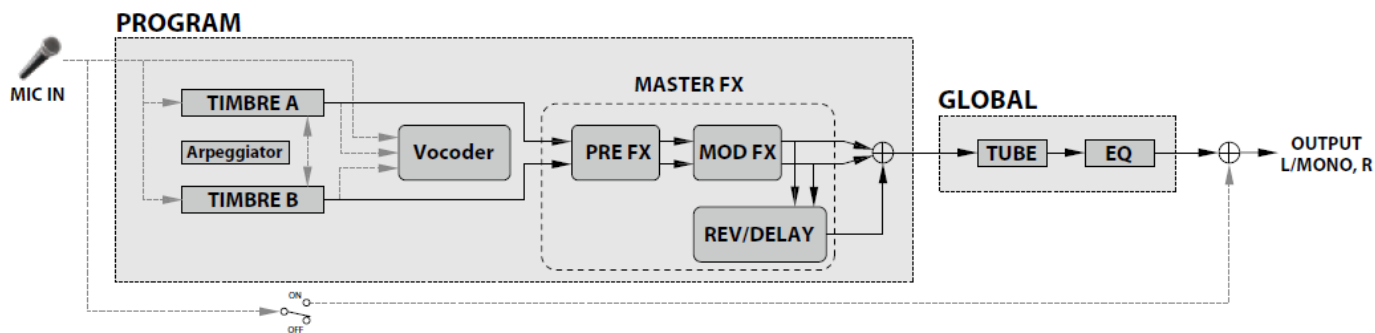 PROGRAM
MIC IN
TIMBRE A
Arpeggiator
TIMBRE B
Vocoder
MASTER FX
PRE FX
MOD FX
REV/DELAY
GLOBAL
TUBE
EQ
OUTPUT
L/MONO, R
ON
OFF